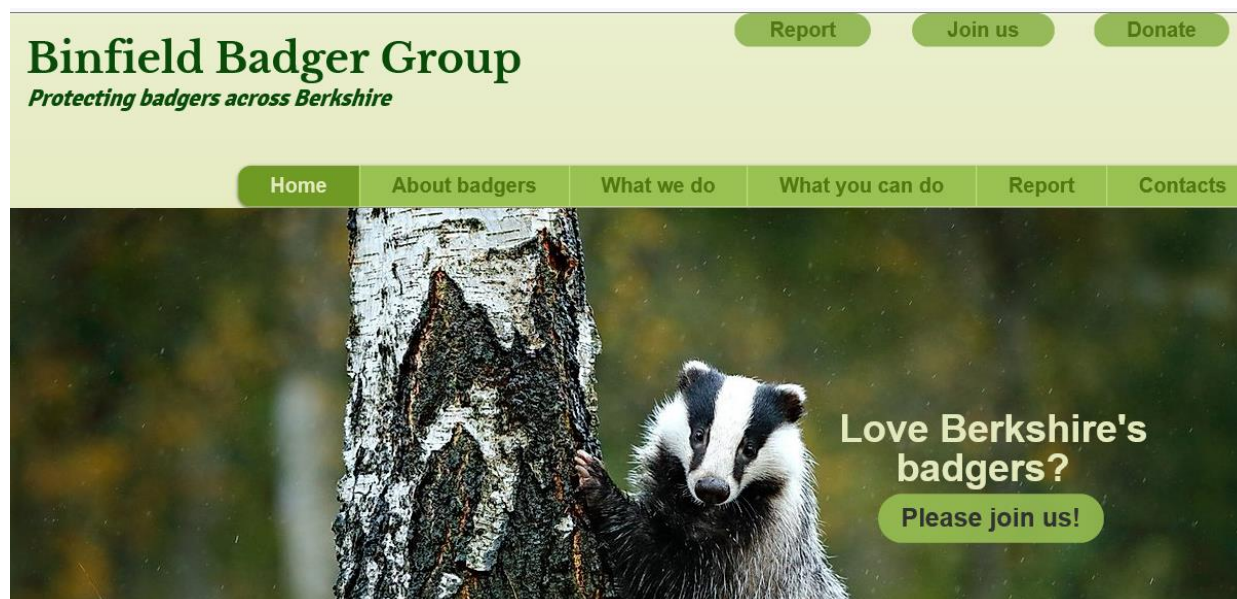 Report Join us Donate
Binfield Badger Group
Protecting badgers across Berkshire
Home About badgers What we do What you can do Report Contacts
Love Berkshire's
badgers?
Please join us!